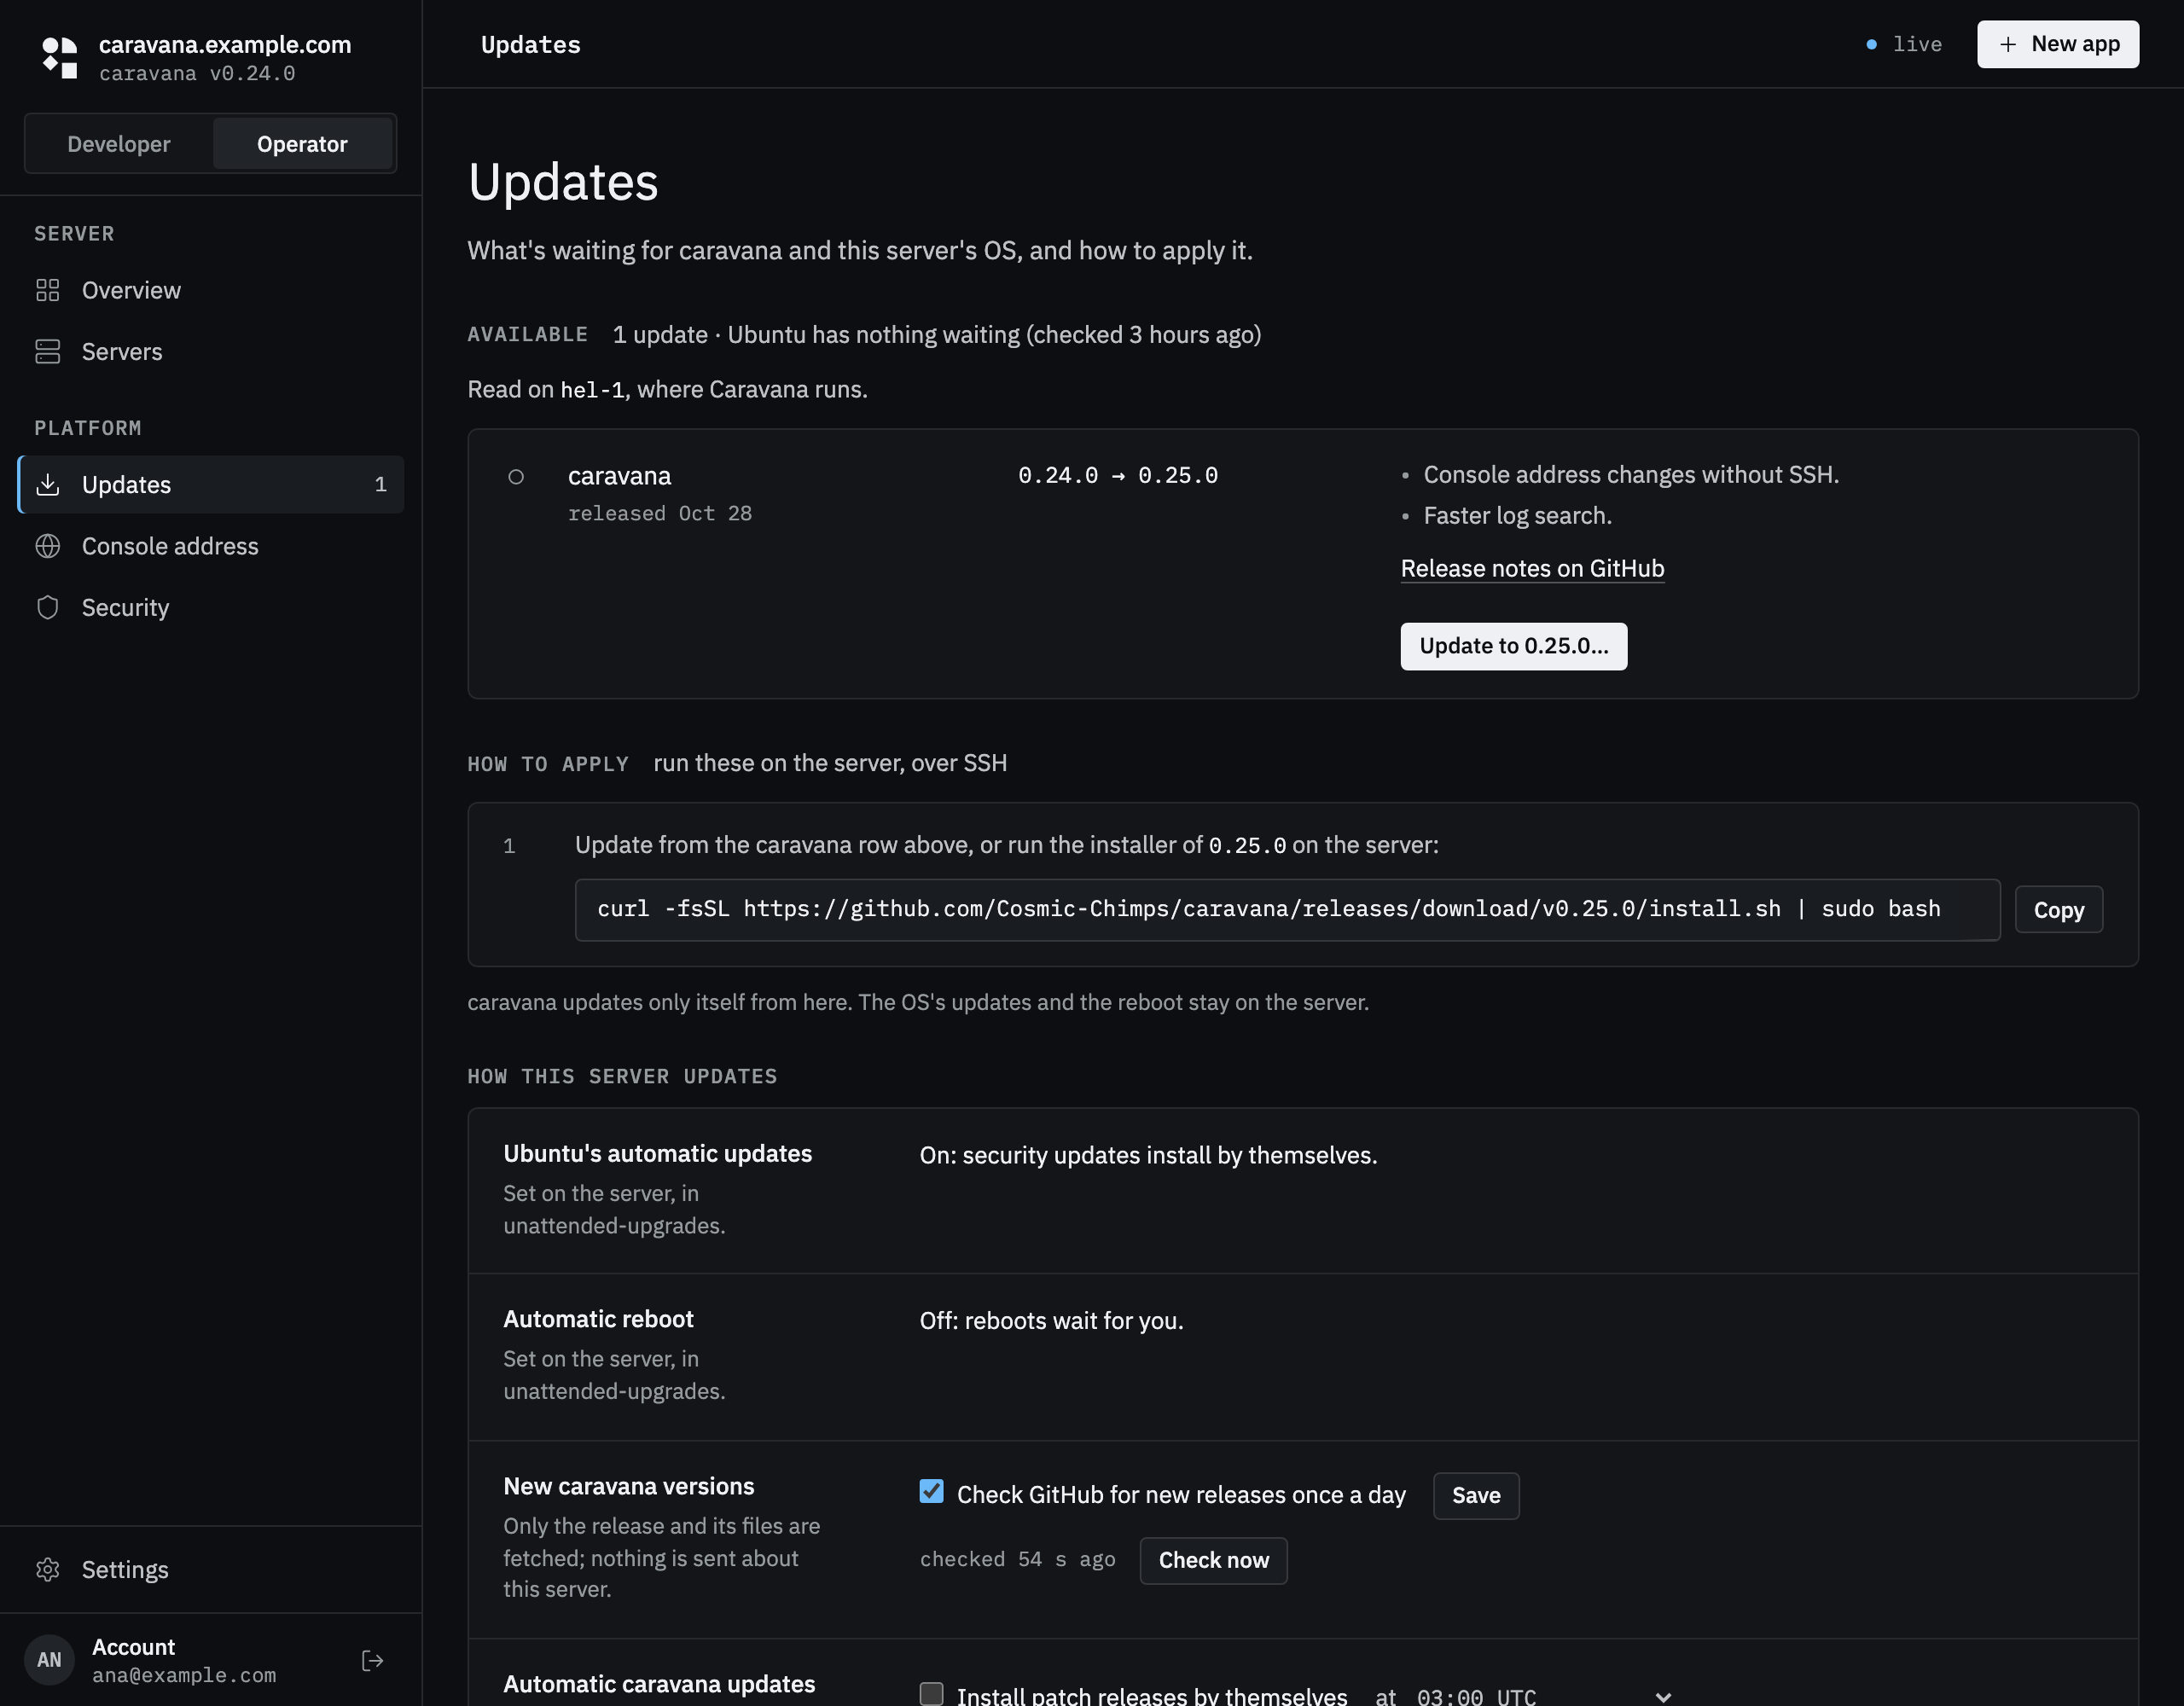 caravana.example.com
caravana v0.24.0
Developer
Operator
SERVER
Overview
Servers
PLATFORM
Updates 1
Console address
Security
Settings
AN
Account
ana@example.com
Updates
live
+ New app
Updates
What's waiting for caravana and this server's OS, and how to apply it.
AVAILABLE 1 update · Ubuntu has nothing waiting (checked 3 hours ago)
Read on hel-1, where Caravana runs.
caravana
released Oct 28
0.24.0 → 0.25.0
• Console address changes without SSH.
• Faster log search.
Release notes on GitHub
Update to 0.25.0...
HOW TO APPLY run these on the server, over SSH
1 Update from the caravana row above, or run the installer of 0.25.0 on the server:
curl -fsSL https://github.com/Cosmic-Chimps/caravana/releases/download/v0.25.0/install.sh | sudo bash
Copy
caravana updates only itself from here. The OS's updates and the reboot stay on the server.
HOW THIS SERVER UPDATES
Ubuntu's automatic updates
Set on the server, in
unattended-upgrades.
On: security updates install by themselves.
Automatic reboot
Set on the server, in
unattended-upgrades.
Off: reboots wait for you.
New caravana versions
Only the release and its files are
fetched; nothing is sent about
this server.
Check GitHub for new releases once a day
Save
checked 54 s ago
Check now
Automatic caravana updates
Install patch releases by themselves at 03:00 UTC